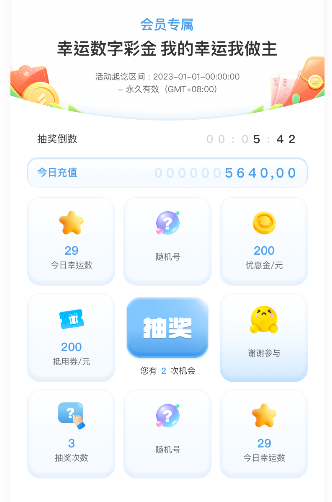 会员专属
幸运数字彩金 我的幸运我做主
活动起讫区间 : 2023-01-01-00:00:00
- 永久有效（GMT+08:00）
抽奖倒数
00:05:42
今日充值
0000005640,00
29
今日幸运数
?
随机号
200
优惠金/元
200
抵用券/元
抽奖
您有 2 次机会
谢谢参与
?
3
抽奖次数
?
随机号
29
今日幸运数